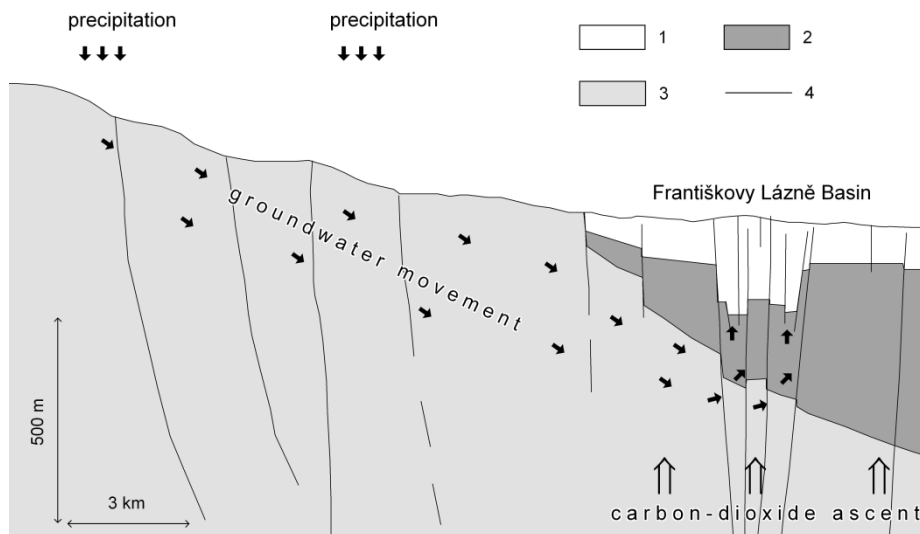 precipitation
precipitation
1
2
3
4
Františkovy Lázně Basin
groundwater movement
500 m
3 km
carbon-dioxide ascent